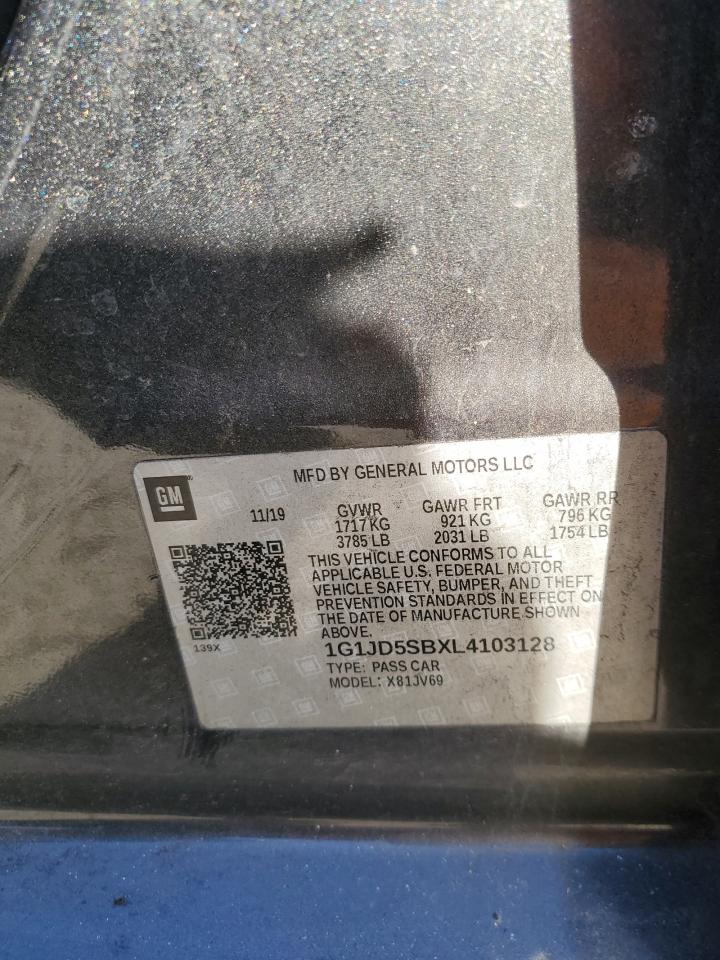 MFD BY GENERAL MOTORS LLC
GM
11/19
GVWR GAWR FRT GAWR RR
1717 KG 921 KG 796 KG
3785 LB 2031 LB 1754 LB
THIS VEHICLE CONFORMS TO ALL
APPLICABLE U.S. FEDERAL MOTOR
VEHICLE SAFETY, BUMPER, AND THEFT
PREVENTION STANDARDS IN EFFECT ON
THE DATE OF MANUFACTURE SHOWN
ABOVE.
139X
1G1JD5SBXL4103128
TYPE: PASS CAR
MODEL: X81JV69